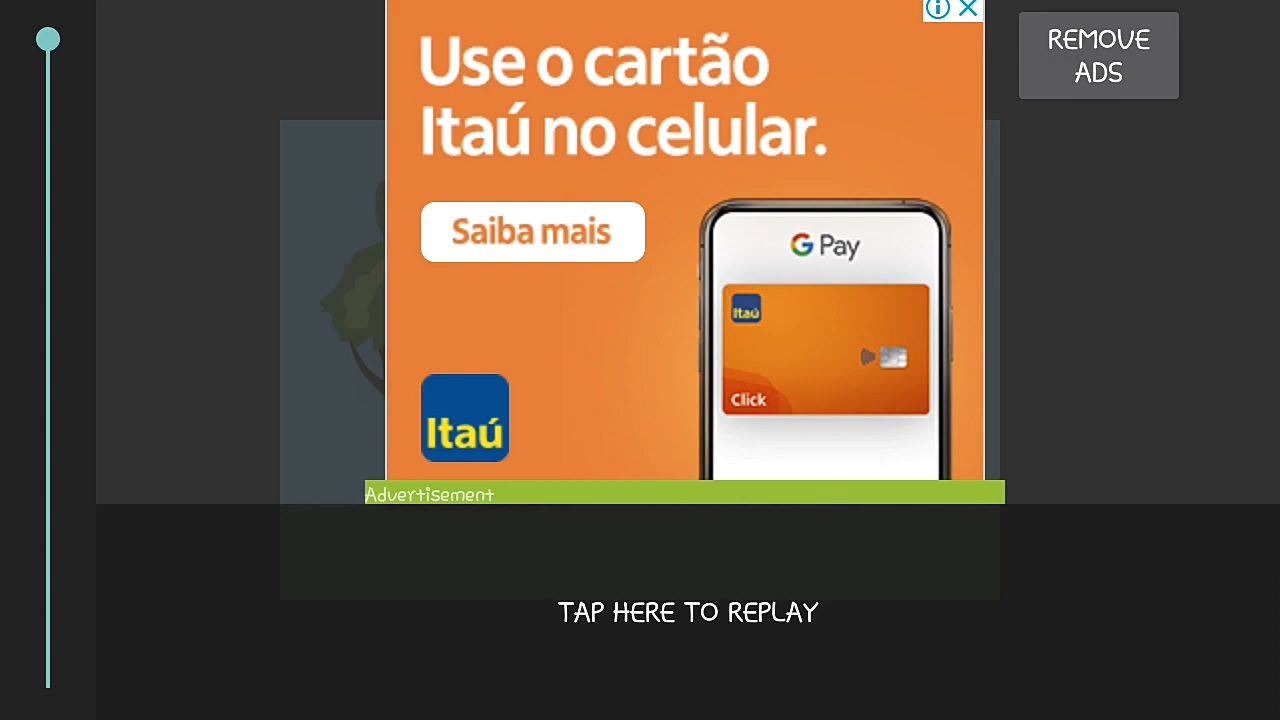 Use o cartão
Itaú no celular.
REMOVE
ADS
Saiba mais
G Pay
Itaú
Click
Itaú
Advertisement
TAP HERE TO REPLAY